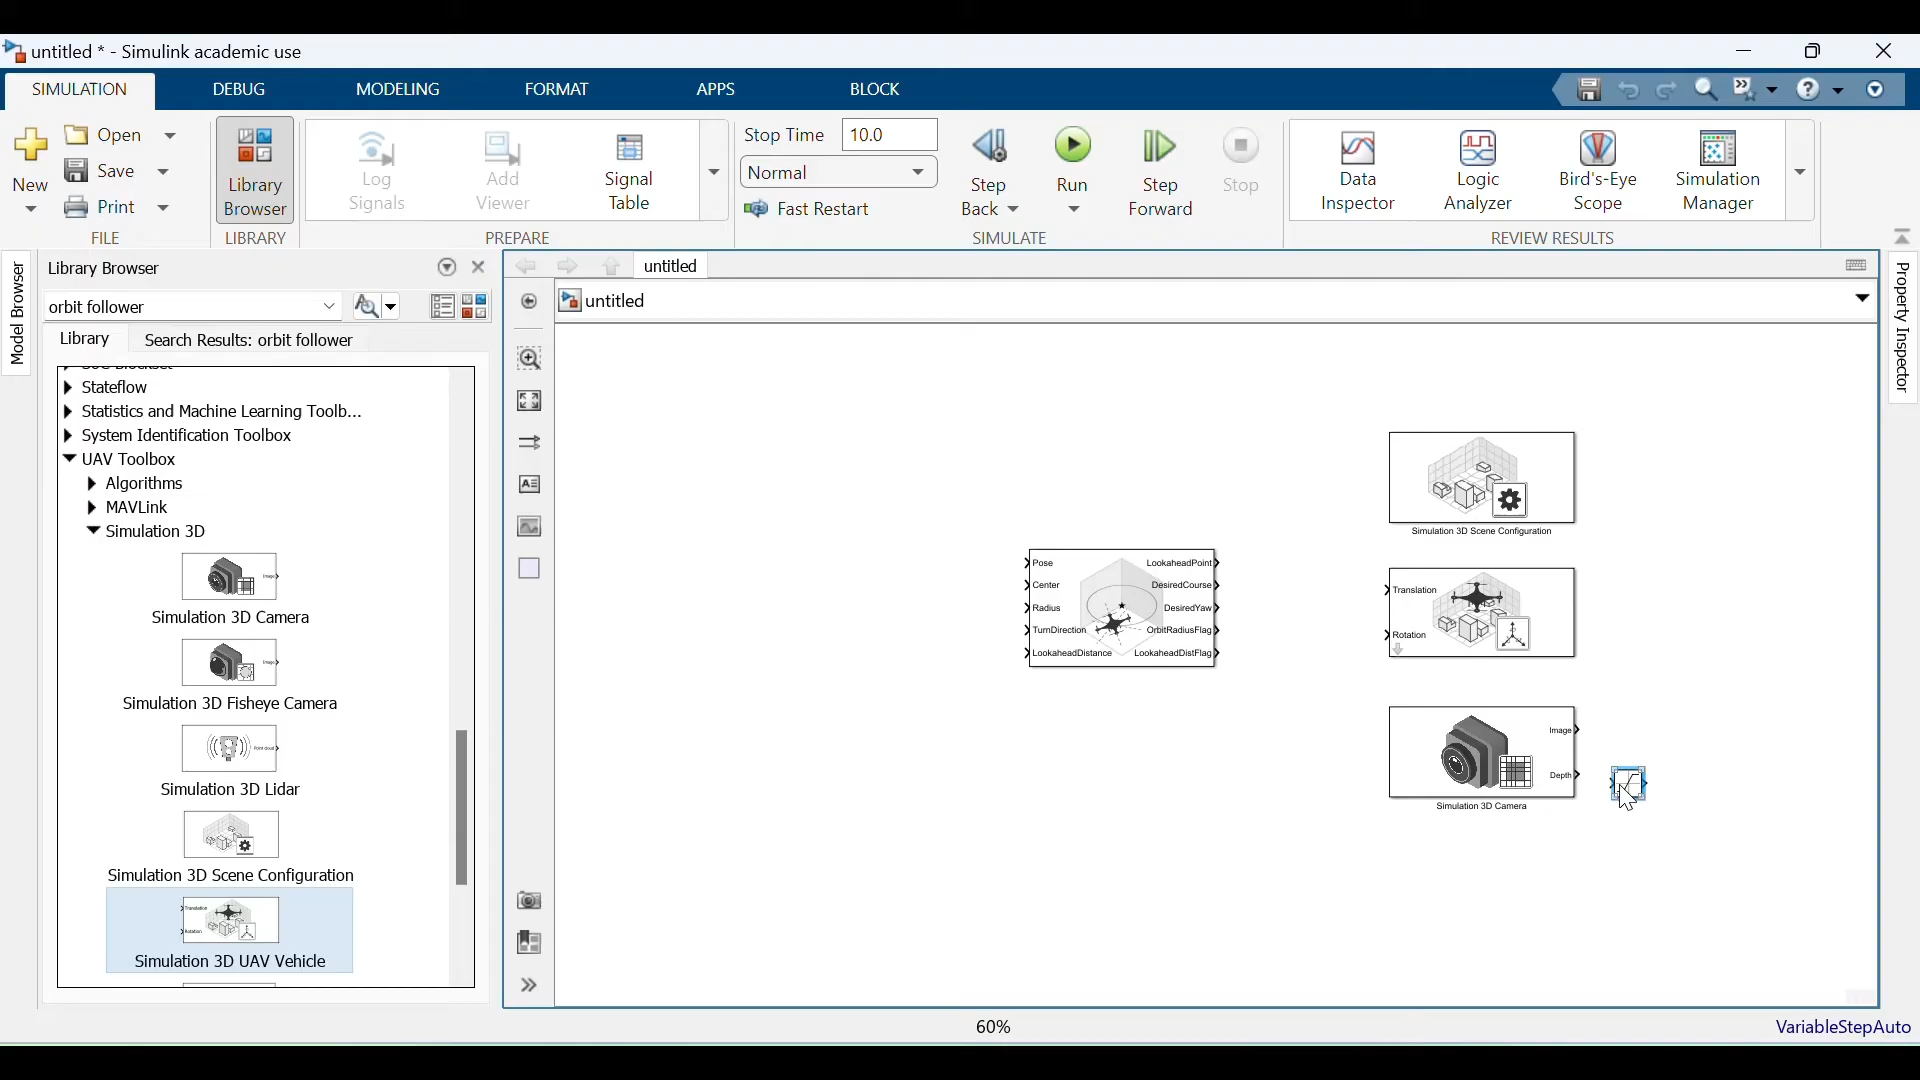 untitled * - Simulink academic use
SIMULATION
DEBUG
MODELING
FORMAT
APPS
BLOCK
New
Open
Save
Print
FILE
Library
Browser
LIBRARY
Log
Signals
Add
Viewer
Signal
Table
PREPARE
Stop Time
10.0
Normal
Fast Restart
Step
Back
Run
Step
Forward
Stop
SIMULATE
Data
Inspector
Logic
Analyzer
Bird's-Eye
Scope
Simulation
Manager
REVIEW RESULTS
Model Browser
Library Browser
orbit follower
Library
Search Results: orbit follower
Stateflow
Statistics and Machine Learning Toolb...
System Identification Toolbox
UAV Toolbox
Algorithms
MAVLink
Simulation 3D
Image
Simulation 3D Camera
Image
Simulation 3D Fisheye Camera
Point cloud
Simulation 3D Lidar
Simulation 3D Scene Configuration
Translation
Rotation
Simulation 3D UAV Vehicle
untitled
untitled
Pose
Center
Radius
TurnDirection
LookaheadDistance
LookaheadPoint
DesiredCourse
DesiredYaw
OrbitRadiusFlag
LookaheadDistFlag
Simulation 3D Scene Configuration
Translation
Rotation
Image
Depth
Simulation 3D Camera
Property Inspector
60%
VariableStepAuto